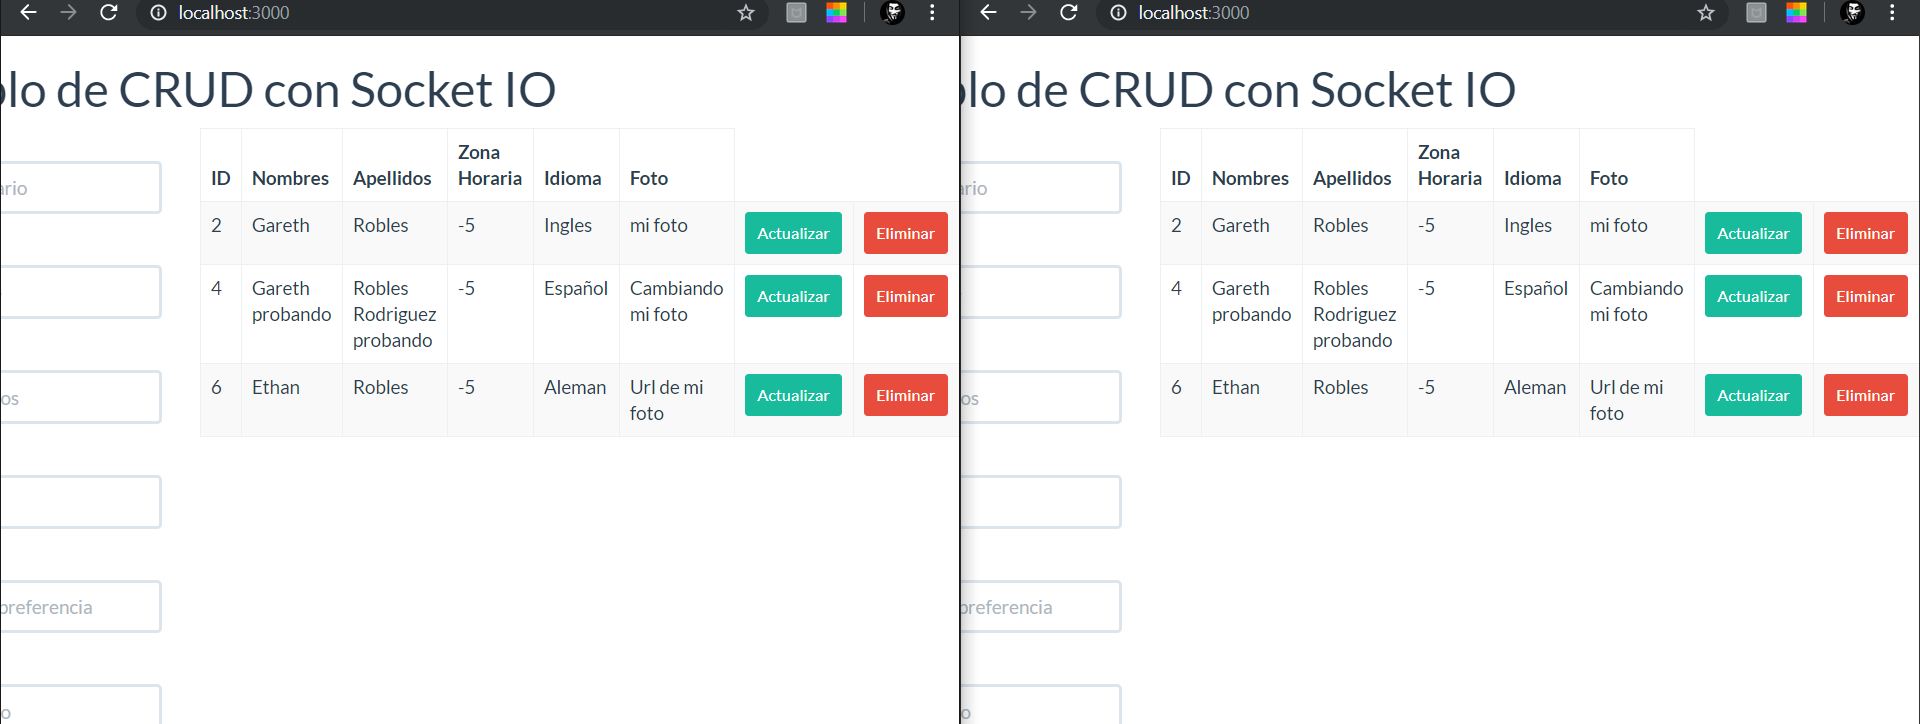 localhost:3000
plo de CRUD con Socket IO
ario
os
preferencia
o
ID Nombres Apellidos Zona Horaria Idioma Foto
2 Gareth Robles -5 Ingles mi foto Actualizar Eliminar
4 Gareth probando Robles Rodriguez probando -5 Español Cambiando mi foto Actualizar Eliminar
6 Ethan Robles -5 Aleman Url de mi foto Actualizar Eliminar
localhost:3000
plo de CRUD con Socket IO
ario
os
preferencia
o
ID Nombres Apellidos Zona Horaria Idioma Foto
2 Gareth Robles -5 Ingles mi foto Actualizar Eliminar
4 Gareth probando Robles Rodriguez probando -5 Español Cambiando mi foto Actualizar Eliminar
6 Ethan Robles -5 Aleman Url de mi foto Actualizar Eliminar